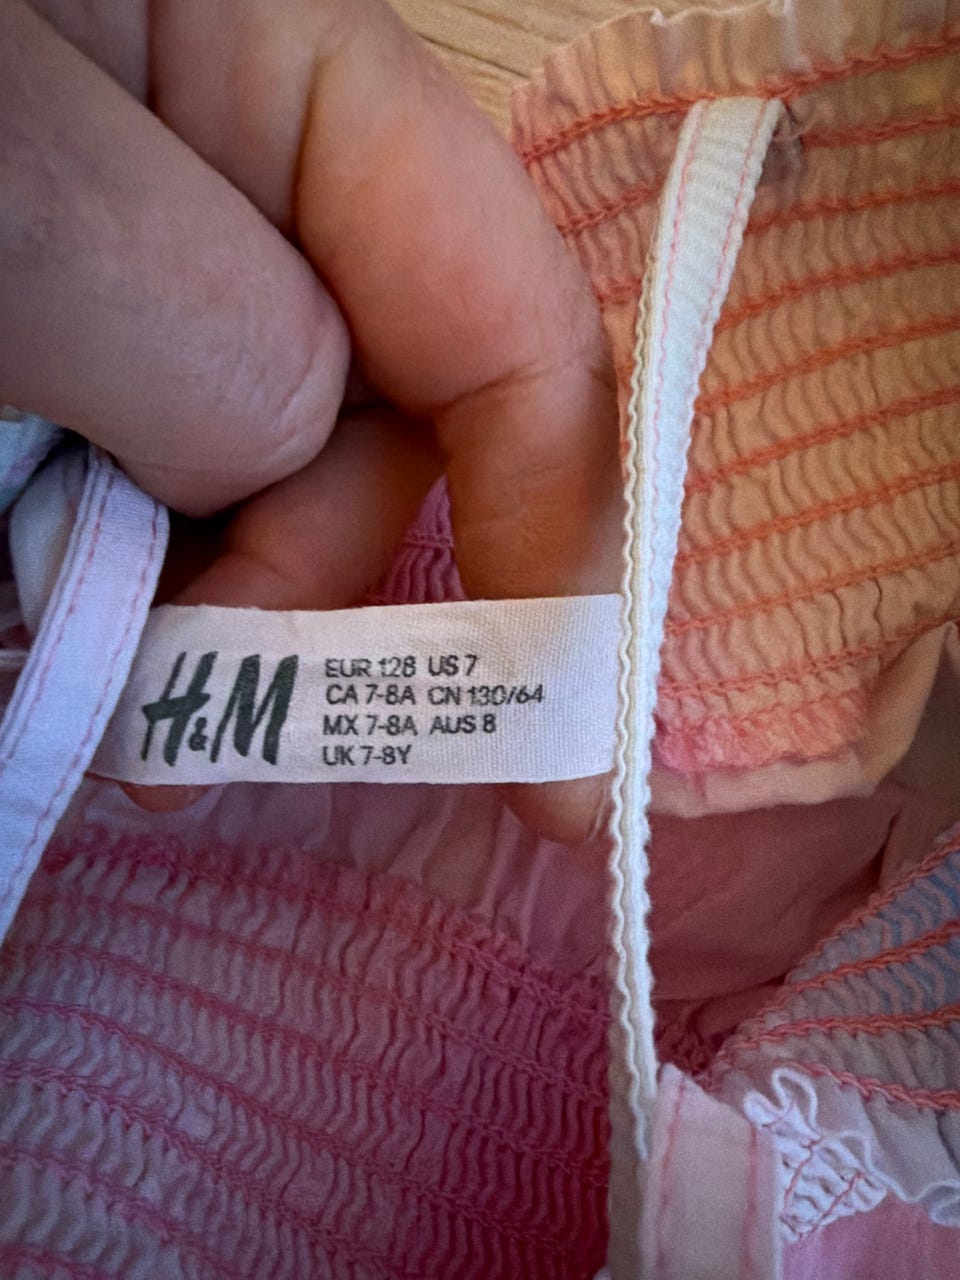 H&M
EUR 128 US 7
CA 7-8A CN 130/64
MX 7-8A AUS 8
UK 7-8Y